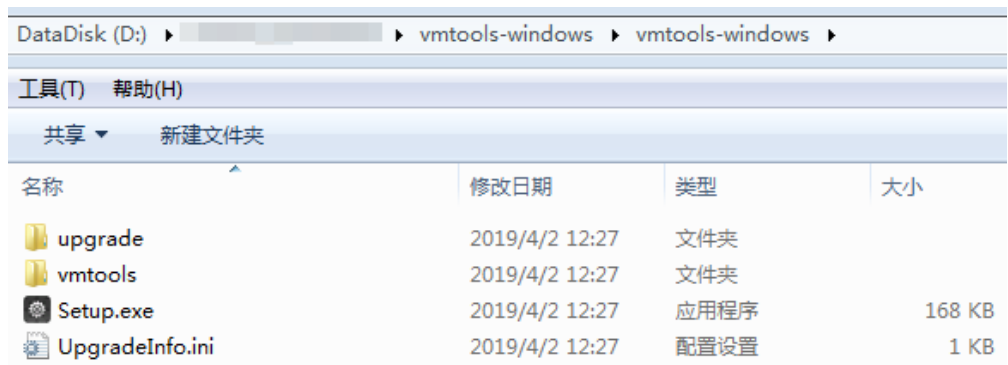 DataDisk (D:) ▸ ▸ vmtools-windows ▸ vmtools-windows ▸
工具(T) 帮助(H)
共享 ▼ 新建文件夹
名称 修改日期 类型 大小
upgrade 2019/4/2 12:27 文件夹
vmtools 2019/4/2 12:27 文件夹
Setup.exe 2019/4/2 12:27 应用程序 168 KB
UpgradeInfo.ini 2019/4/2 12:27 配置设置 1 KB